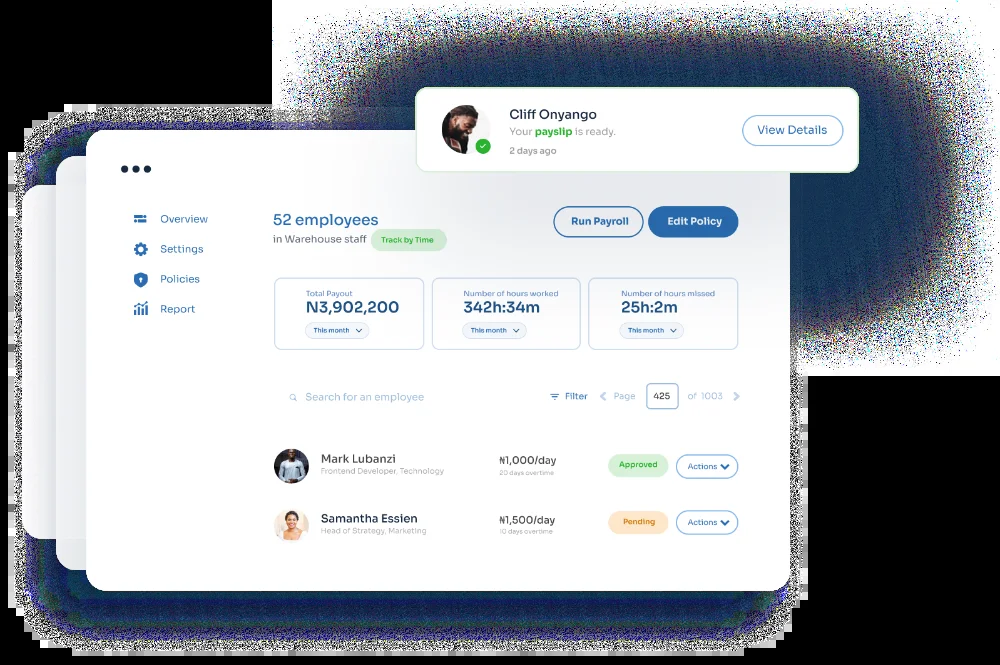 Cliff Onyango
Your payslip is ready.
2 days ago
View Details
Overview
Settings
Policies
Report
52 employees
in Warehouse staff
Track by Time
Run Payroll
Edit Policy
Total Payout
N3,902,200
This month
Number of hours worked
342h:34m
This month
Number of hours missed
25h:2m
This month
Search for an employee
Filter
Page
425
of 1003
Mark Lubanzi
Frontend Developer, Technology
₦1,000/day
20 days overtime
Approved
Actions
Samantha Essien
Head of Strategy, Marketing
₦1,500/day
10 days overtime
Pending
Actions